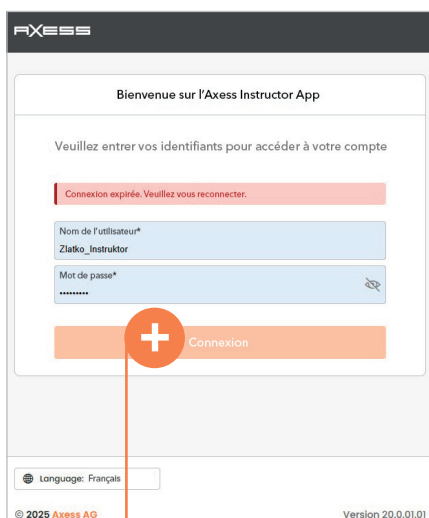 AXESS
Bienvenue sur l'Axess Instructor App
Veuillez entrer vos identifiants pour accéder à votre compte
Connexion expirée. Veuillez vous reconnecter.
Nom de l'utilisateur*
Zlatko_Instruktor
Mot de passe*
•••••••••
Connexion
Language: Français
© 2025 Axess AG
Version 20.0.01.01